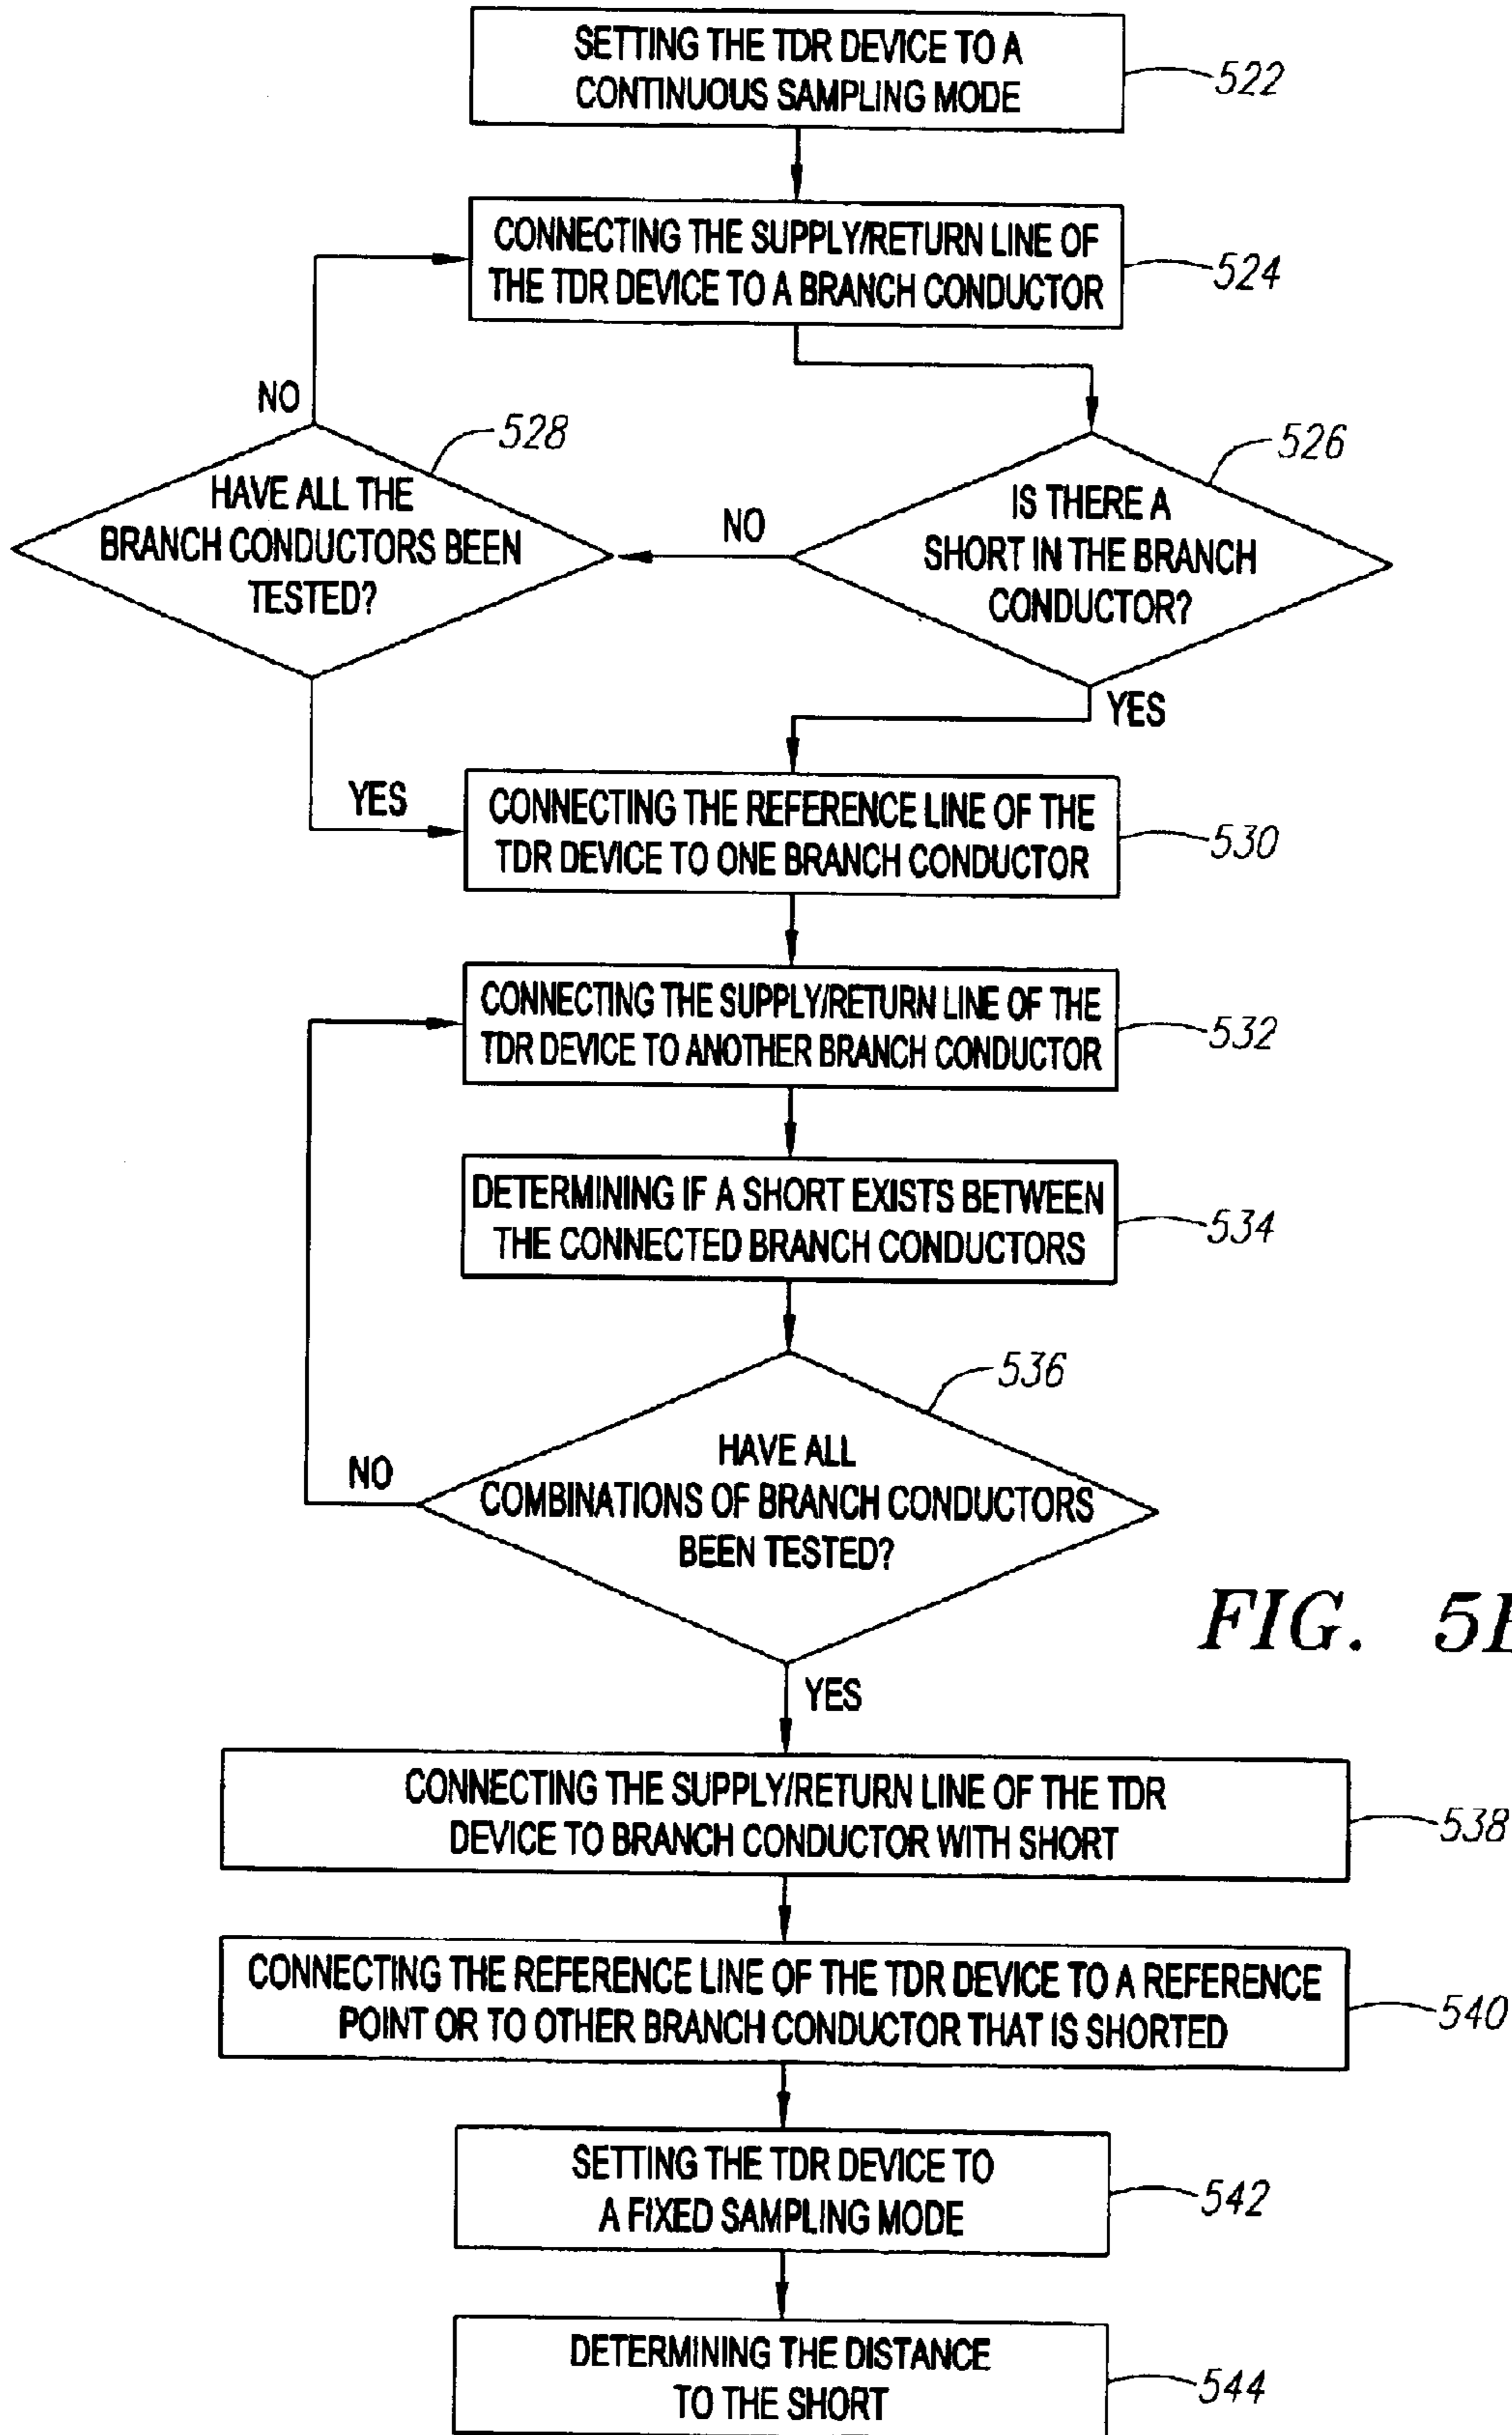 SETTING THE TDR DEVICE TO A
CONTINUOUS SAMPLING MODE
522
CONNECTING THE SUPPLY/RETURN LINE OF
THE TDR DEVICE TO A BRANCH CONDUCTOR
524
NO
528
HAVE ALL THE
BRANCH CONDUCTORS BEEN
TESTED?
NO
526
IS THERE A
SHORT IN THE BRANCH
CONDUCTOR?
YES
YES
CONNECTING THE REFERENCE LINE OF THE
TDR DEVICE TO ONE BRANCH CONDUCTOR
530
CONNECTING THE SUPPLY/RETURN LINE OF THE
TDR DEVICE TO ANOTHER BRANCH CONDUCTOR
532
DETERMINING IF A SHORT EXISTS BETWEEN
THE CONNECTED BRANCH CONDUCTORS
534
536
NO
HAVE ALL
COMBINATIONS OF BRANCH CONDUCTORS
BEEN TESTED?
FIG.
YES
CONNECTING THE SUPPLY/RETURN LINE OF THE TDR
DEVICE TO BRANCH CONDUCTOR WITH SHORT
538
CONNECTING THE REFERENCE LINE OF THE TDR DEVICE TO A REFERENCE
POINT OR TO OTHER BRANCH CONDUCTOR THAT IS SHORTED
540
SETTING THE TDR DEVICE TO
A FIXED SAMPLING MODE
542
DETERMINING THE DISTANCE
TO THE SHORT
544